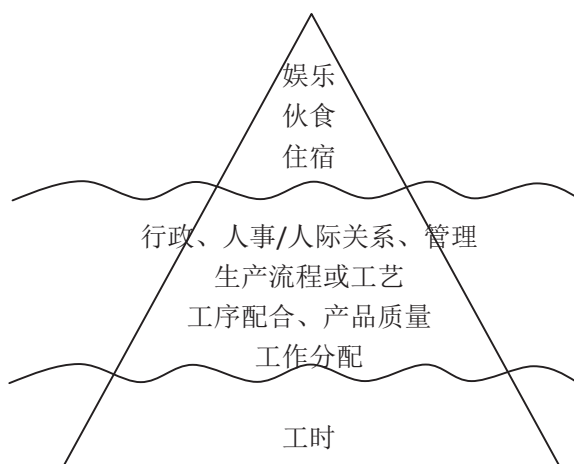 娱乐
伙食
住宿
行政、人事/人际关系、管理
生产流程或工艺
工序配合、产品质量
工作分配
工时